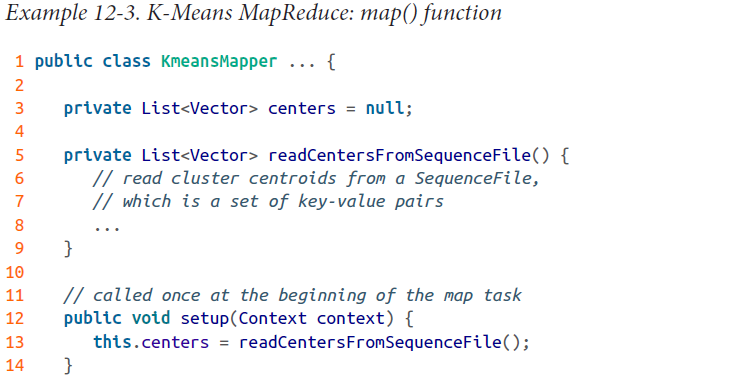 Example 12-3. K-Means MapReduce: map() function
1 public class KmeansMapper ... {
2
3    private List<Vector> centers = null;
4
5    private List<Vector> readCentersFromSequenceFile() {
6       // read cluster centroids from a SequenceFile,
7       // which is a set of key-value pairs
8       ...
9    }
10
11    // called once at the beginning of the map task
12    public void setup(Context context) {
13       this.centers = readCentersFromSequenceFile();
14    }